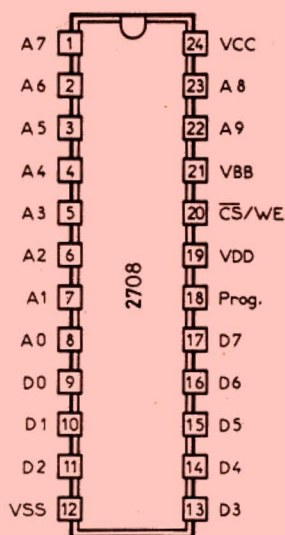 A7 1 24 VCC
A6 2 23 A8
A5 3 22 A9
A4 4 21 VBB
A3 5 20 C̅S̅/WE
A2 6 19 VDD
A1 7 18 Prog.
A0 8 17 D7
D0 9 16 D6
D1 10 15 D5
D2 11 14 D4
VSS 12 13 D3
2708